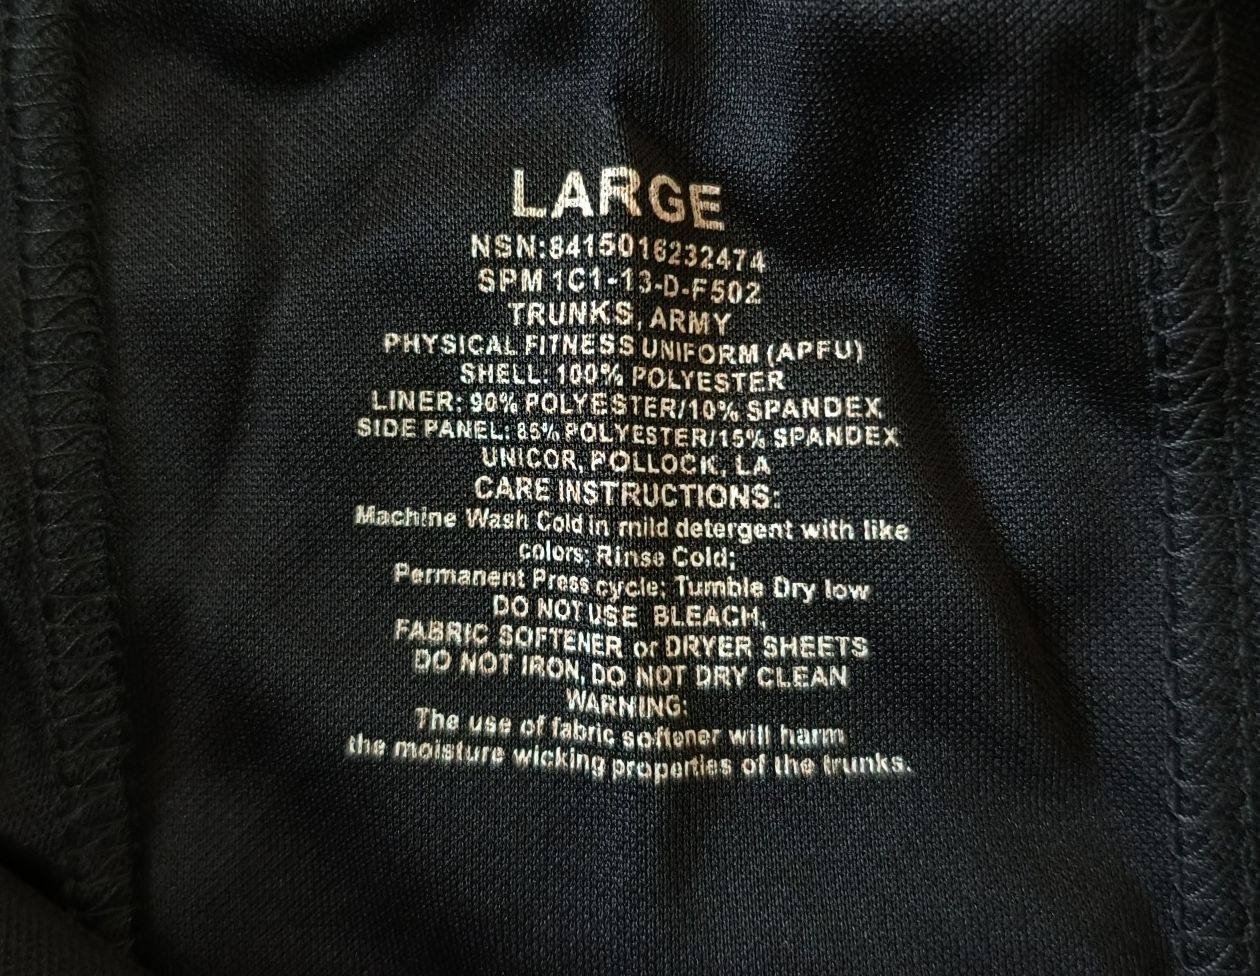 LARGE
NSN:8415016232474
SPM 1C1-13-D-F502
TRUNKS, ARMY
PHYSICAL FITNESS UNIFORM (APFU)
SHELL: 100% POLYESTER
LINER: 90% POLYESTER/10% SPANDEX
SIDE PANEL: 85% POLYESTER/15% SPANDEX
UNICOR, POLLOCK, LA
CARE INSTRUCTIONS:
Machine Wash Cold in mild detergent with like
colors; Rinse Cold;
Permanent Press cycle; Tumble Dry low
DO NOT USE BLEACH,
FABRIC SOFTENER or DRYER SHEETS
DO NOT IRON, DO NOT DRY CLEAN
WARNING:
The use of fabric softener will harm
the moisture wicking properties of the trunks.